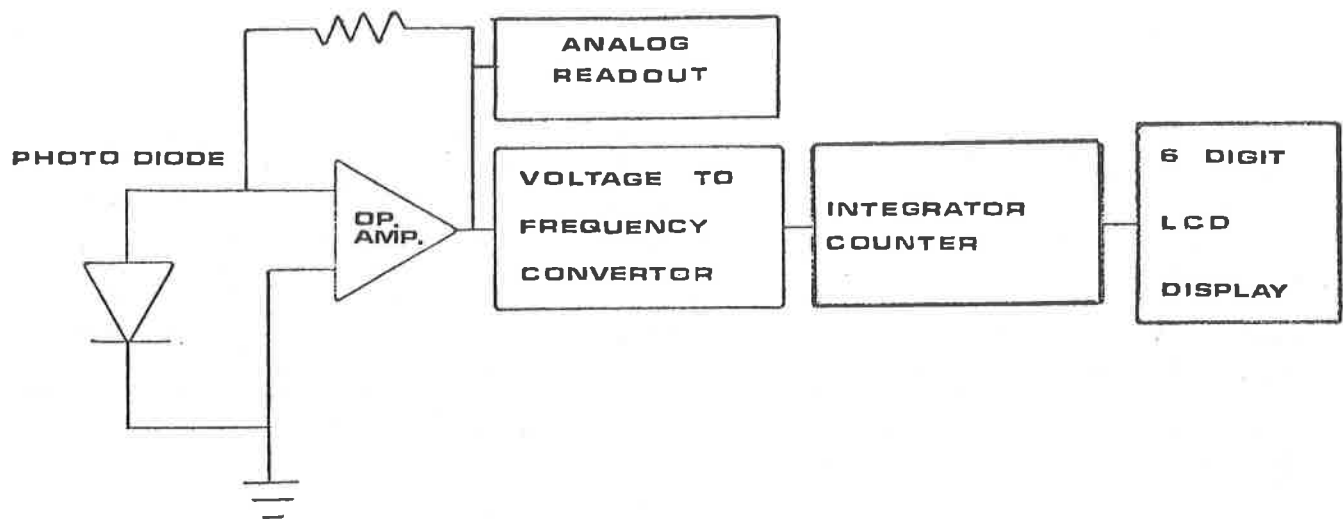 ANALOG
READOUT
PHOTO DIODE
OP.
AMP.
VOLTAGE TO
FREQUENCY
CONVERTOR
INTEGRATOR
COUNTER
6 DIGIT
LCD
DISPLAY